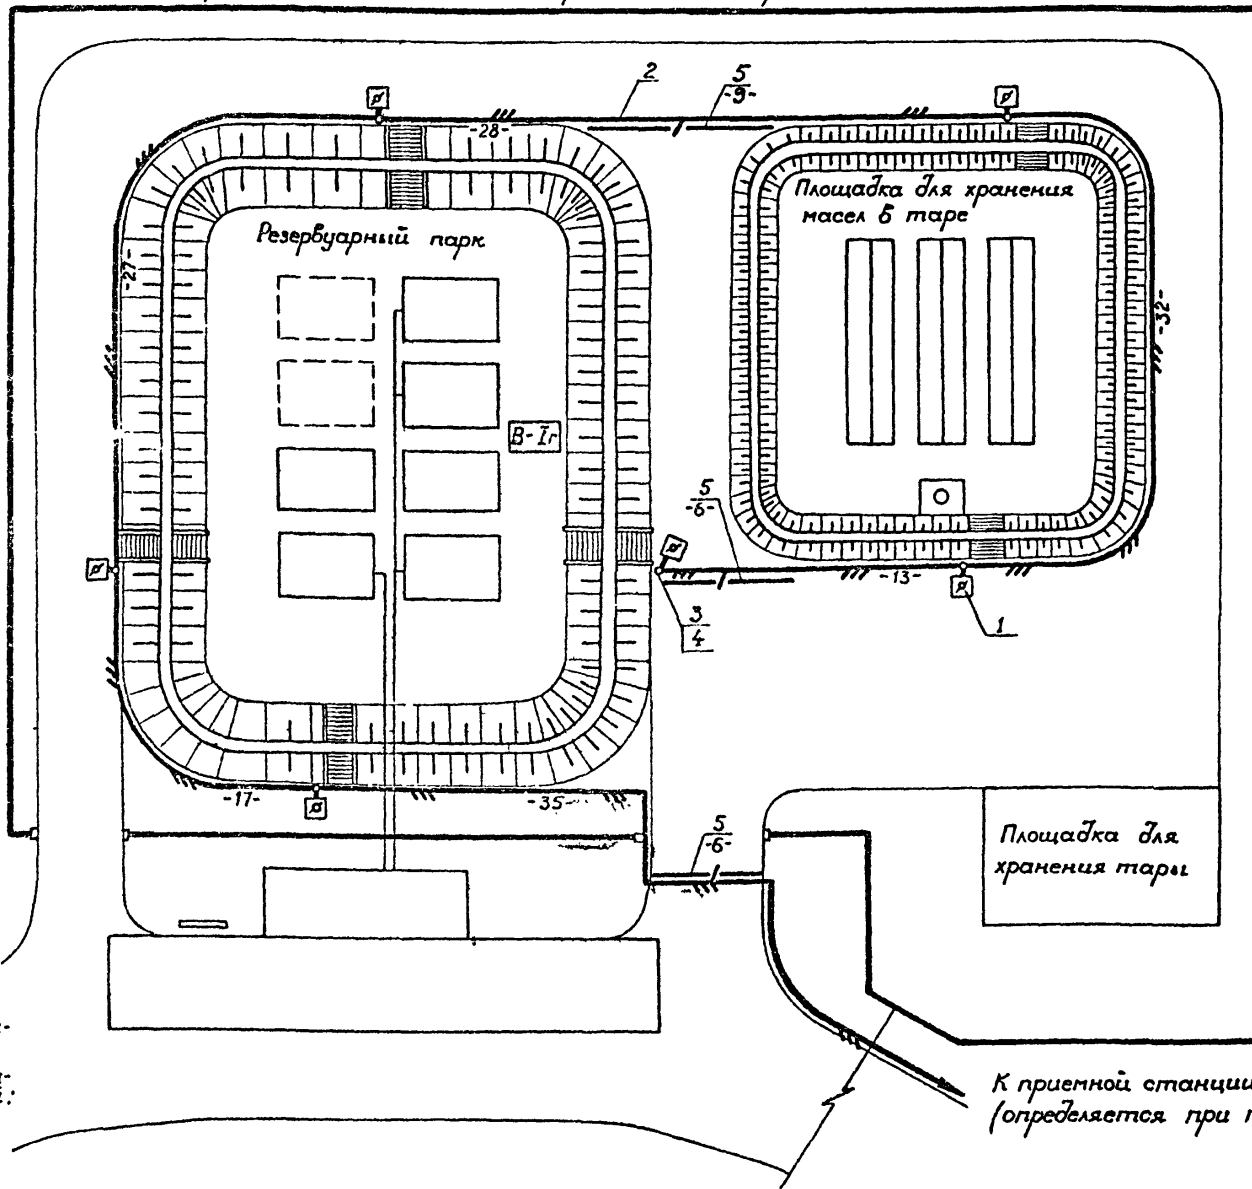 2
5
-9-
-28-
Площадка для хранения
масел в таре
Резервуарный парк
-27-
-32-
В-Iг
5
-6-
-13-
3
4
1
-17-
-35-
5
-6-
Площадка для
хранения тары
К приемной станции
(определяется при п